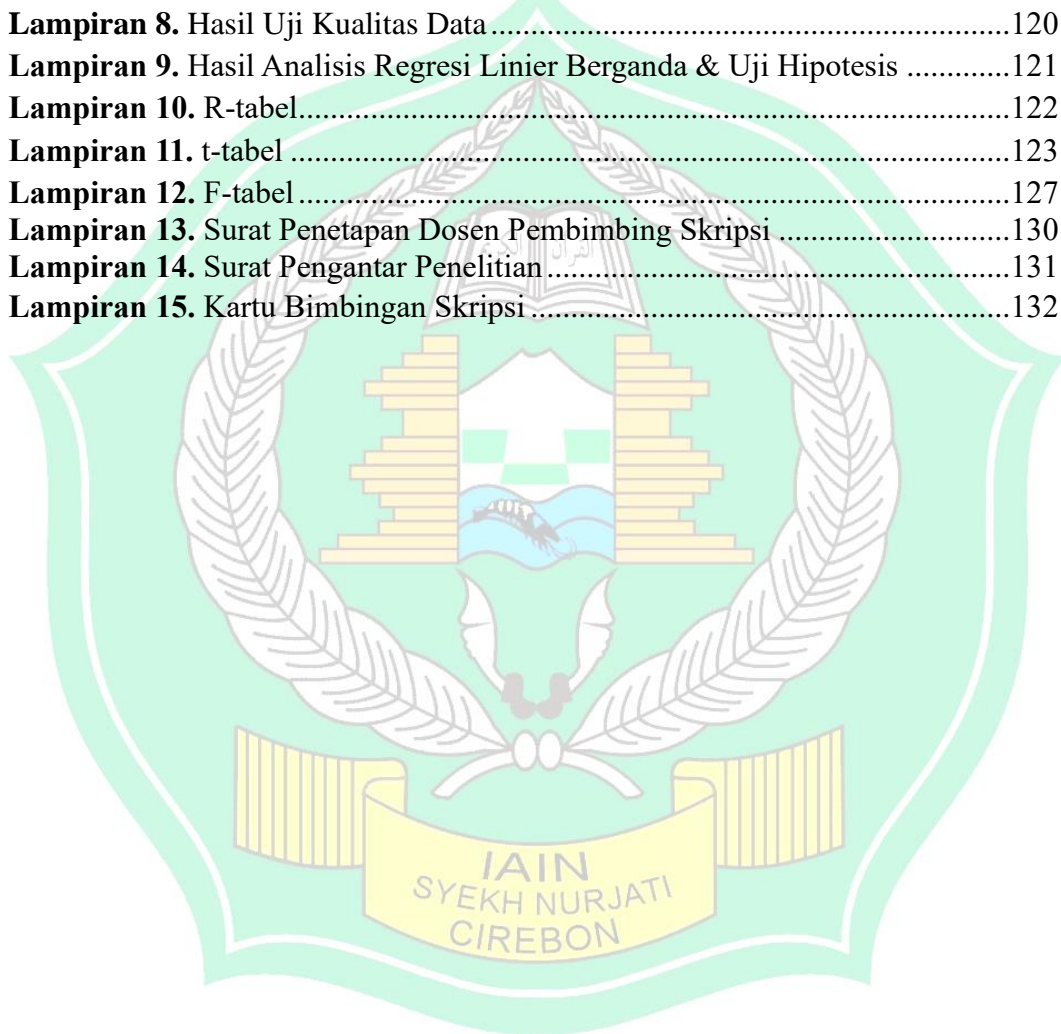 Lampiran 8. Hasil Uji Kualitas Data.......................................................................120
Lampiran 9. Hasil Analisis Regresi Linier Berganda & Uji Hipotesis .............121
Lampiran 10. R-tabel.................................................................................................122
Lampiran 11. t-tabel ..................................................................................................123
Lampiran 12. F-tabel .................................................................................................127
Lampiran 13. Surat Penetapan Dosen Pembimbing Skripsi ..............................130
Lampiran 14. Surat Pengantar Penelitian ..............................................................131
Lampiran 15. Kartu Bimbingan Skripsi .................................................................132
القرآن
IAIN
SYEKH NURJATI
CIREBON